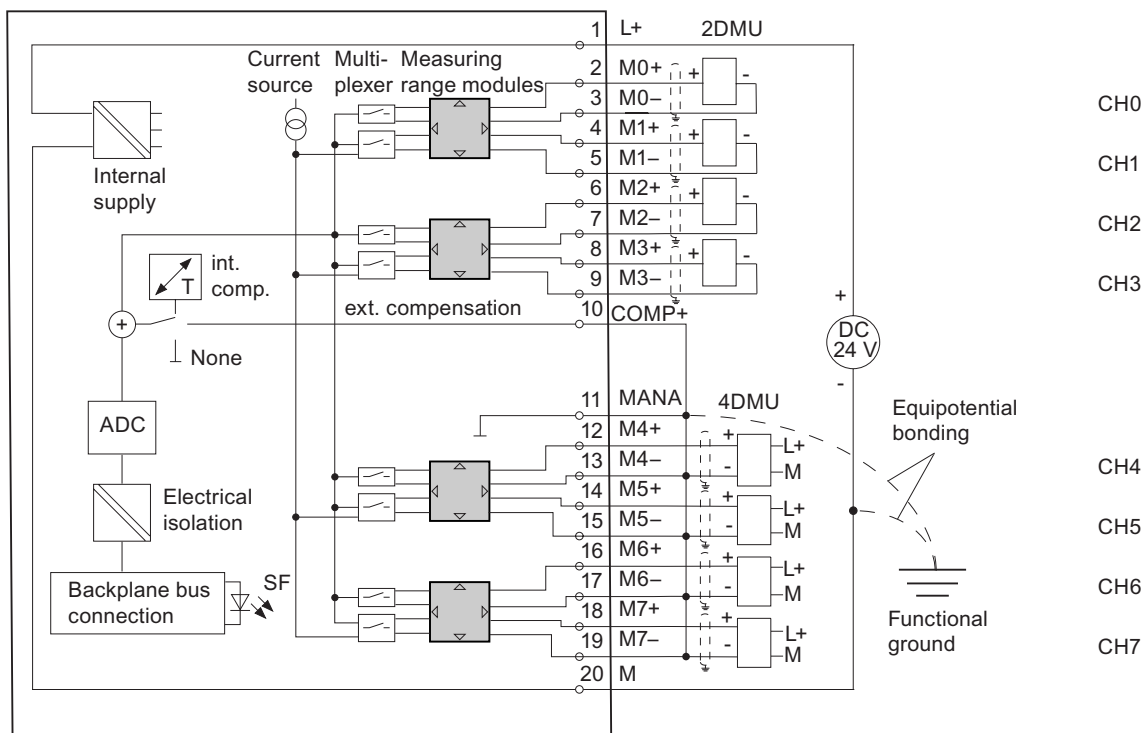 1 L+ 2DMU
Current source
Multi-plexer
Measuring range modules
2 M0+ + -
3 M0– CH0
4 M1+ + -
5 M1– CH1
Internal supply
6 M2+ + -
7 M2– CH2
8 M3+ + -
9 M3– CH3
T int. comp.
ext. compensation
10 COMP+
+
None
+
DC
24 V
-
11 MANA 4DMU
Equipotential bonding
ADC
12 M4+ + L+
13 M4– - M CH4
14 M5+ + L+
15 M5– - M CH5
Electrical isolation
16 M6+ + L+
17 M6– - M CH6
Backplane bus connection
SF
18 M7+ + L+
19 M7– - M CH7
Functional ground
20 M